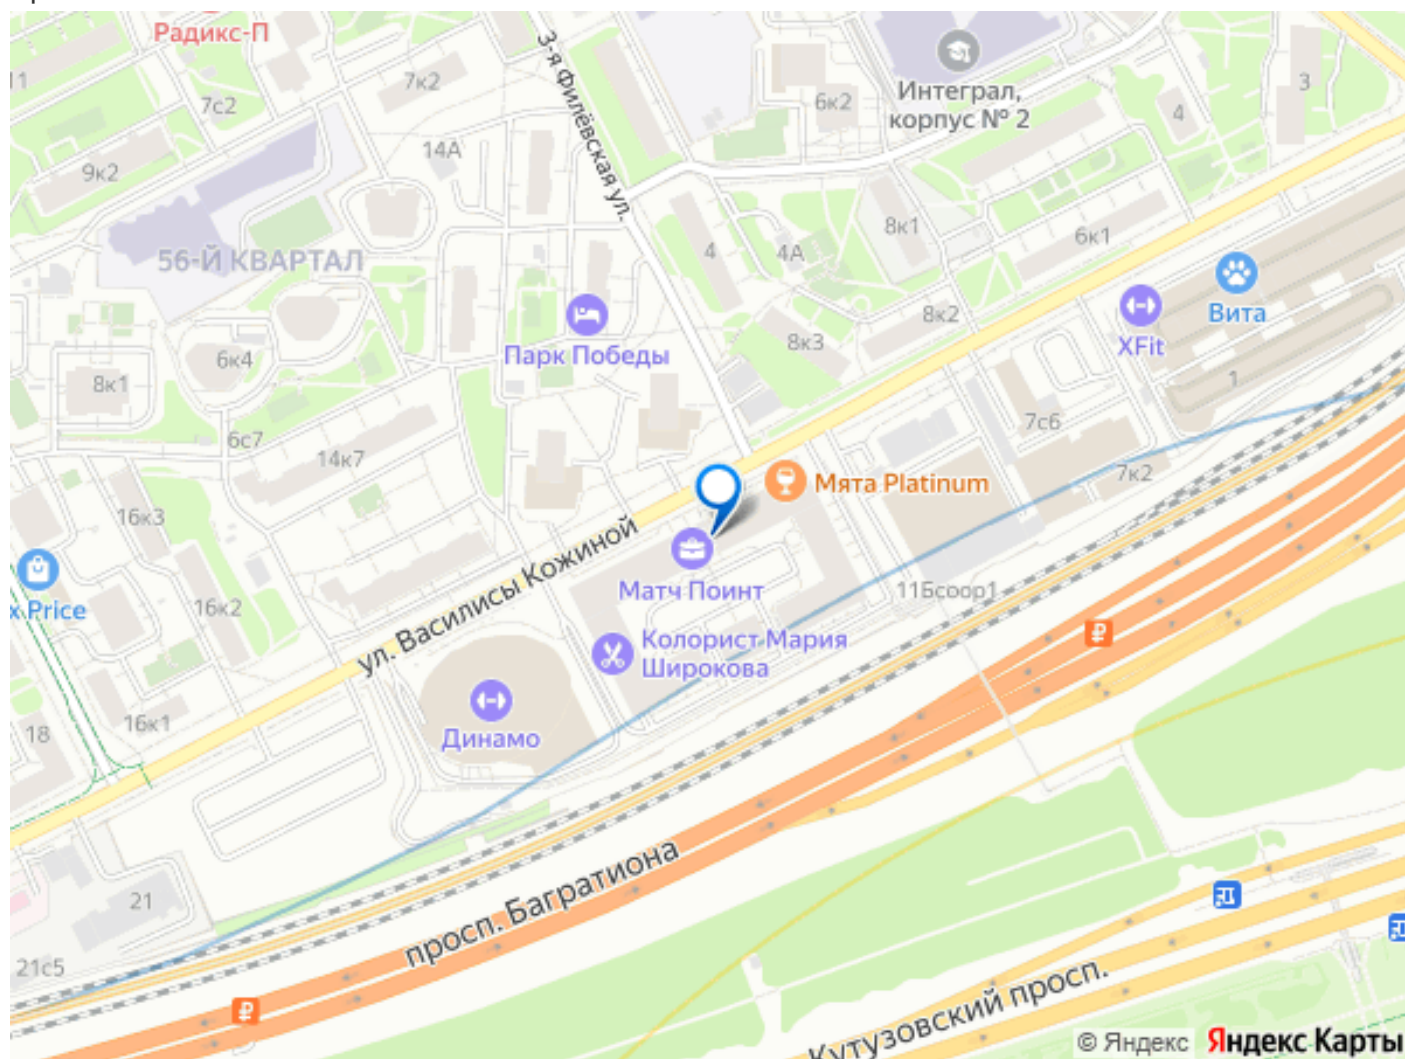 Радикс-П
11
7с2
7к2
9к2
14А
3-я Филёвская ул.
6к2
Интеграл,
корпус № 2
3
4
56-Й КВАРТАЛ
4
4А
8к1
6к1
Вита
XFit
8к2
8к3
Парк Победы
6к4
8к1
6с7
14к7
1
7с6
7к2
Мята Platinum
16к3
ул. Василисы Кожиной
Матч Поинт
x Price
16к2
11Бсоор1
Колорист Мария
Широкова
16к1
18
Динамо
21
21с5
просп. Багратиона
Кутузовский просп.
© Яндекс Яндекс Карты